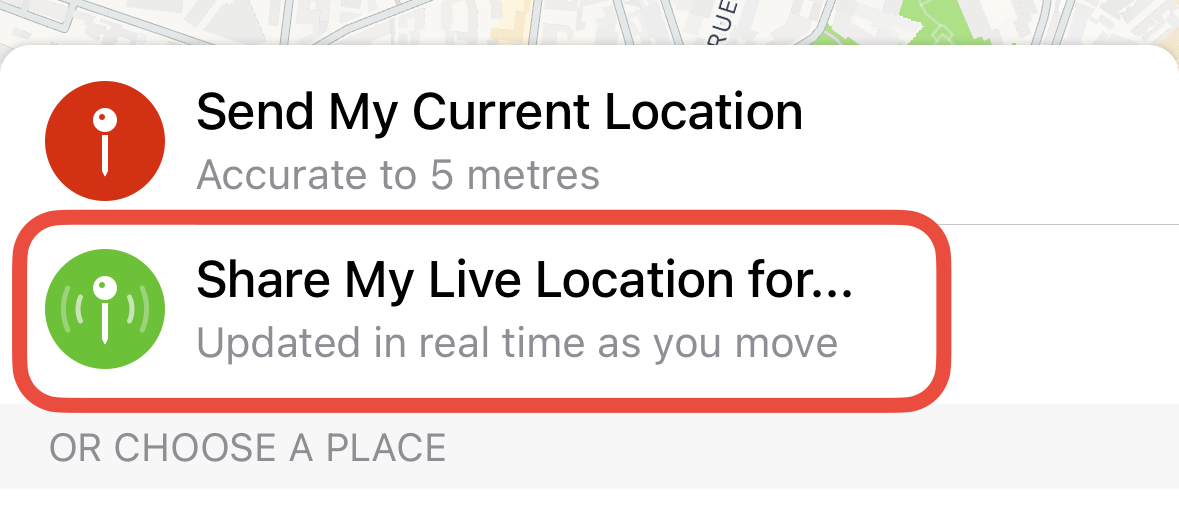 RUE
Send My Current Location
Accurate to 5 metres
Share My Live Location for...
Updated in real time as you move
OR CHOOSE A PLACE